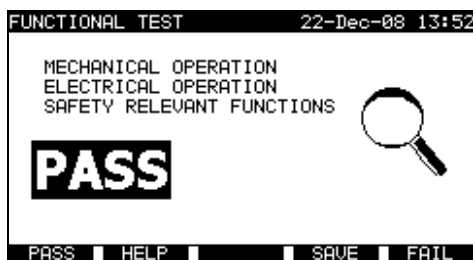 FUNCTIONAL TEST 22-Dec-08 13:52
MECHANICAL OPERATION
ELECTRICAL OPERATION
SAFETY RELEVANT FUNCTIONS
PASS
PASS HELP SAVE FAIL